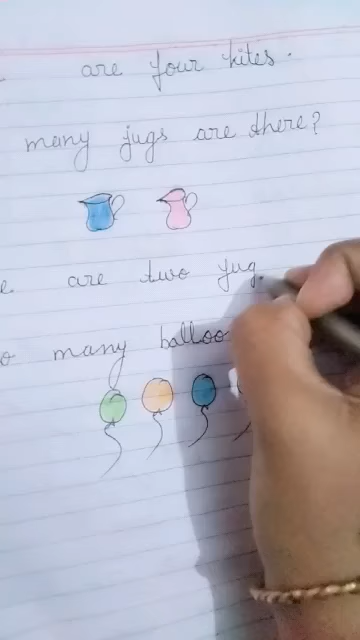 are four kites.
many jugs are there?
e are two jug.
o many balloo